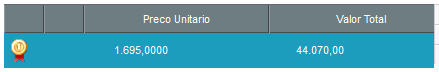 Preco Unitario Valor Total
1.695,0000 44.070,00